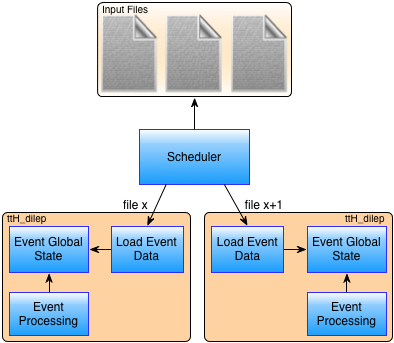 Input Files
Scheduler
file x
file x+1
ttH_dilep
ttH_dilep
Event Global
State
Load Event
Data
Load Event
Data
Event Global
State
Event
Processing
Event
Processing